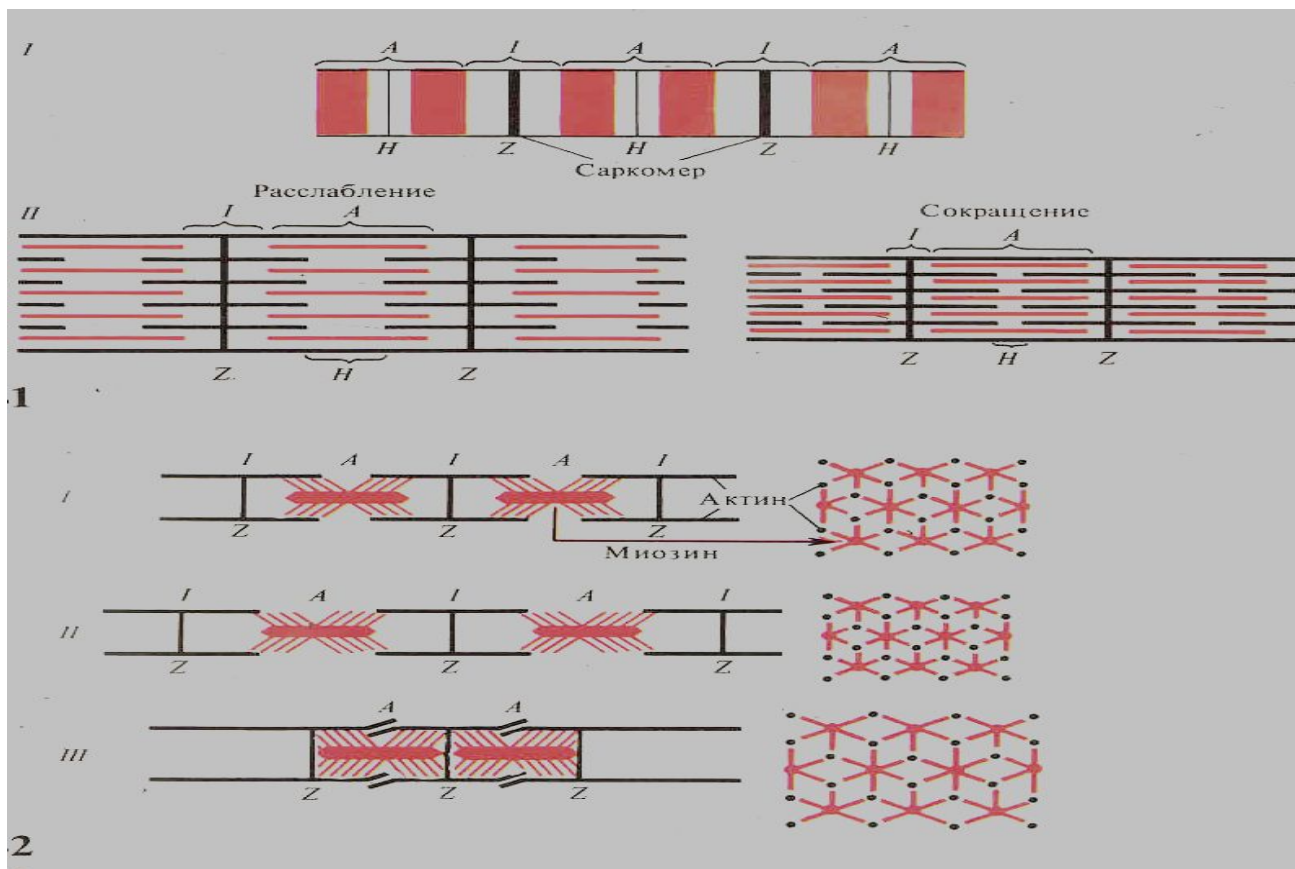 I
A I A I A
H Z H Z H
Саркомер
Расслабление
II I A
Сокращение
I A
Z H Z
Z H Z
1
I A I A I
I
Актин
Z Z Z
Миозин
I A I A I
II
Z Z Z
A A
III
Z Z Z
2